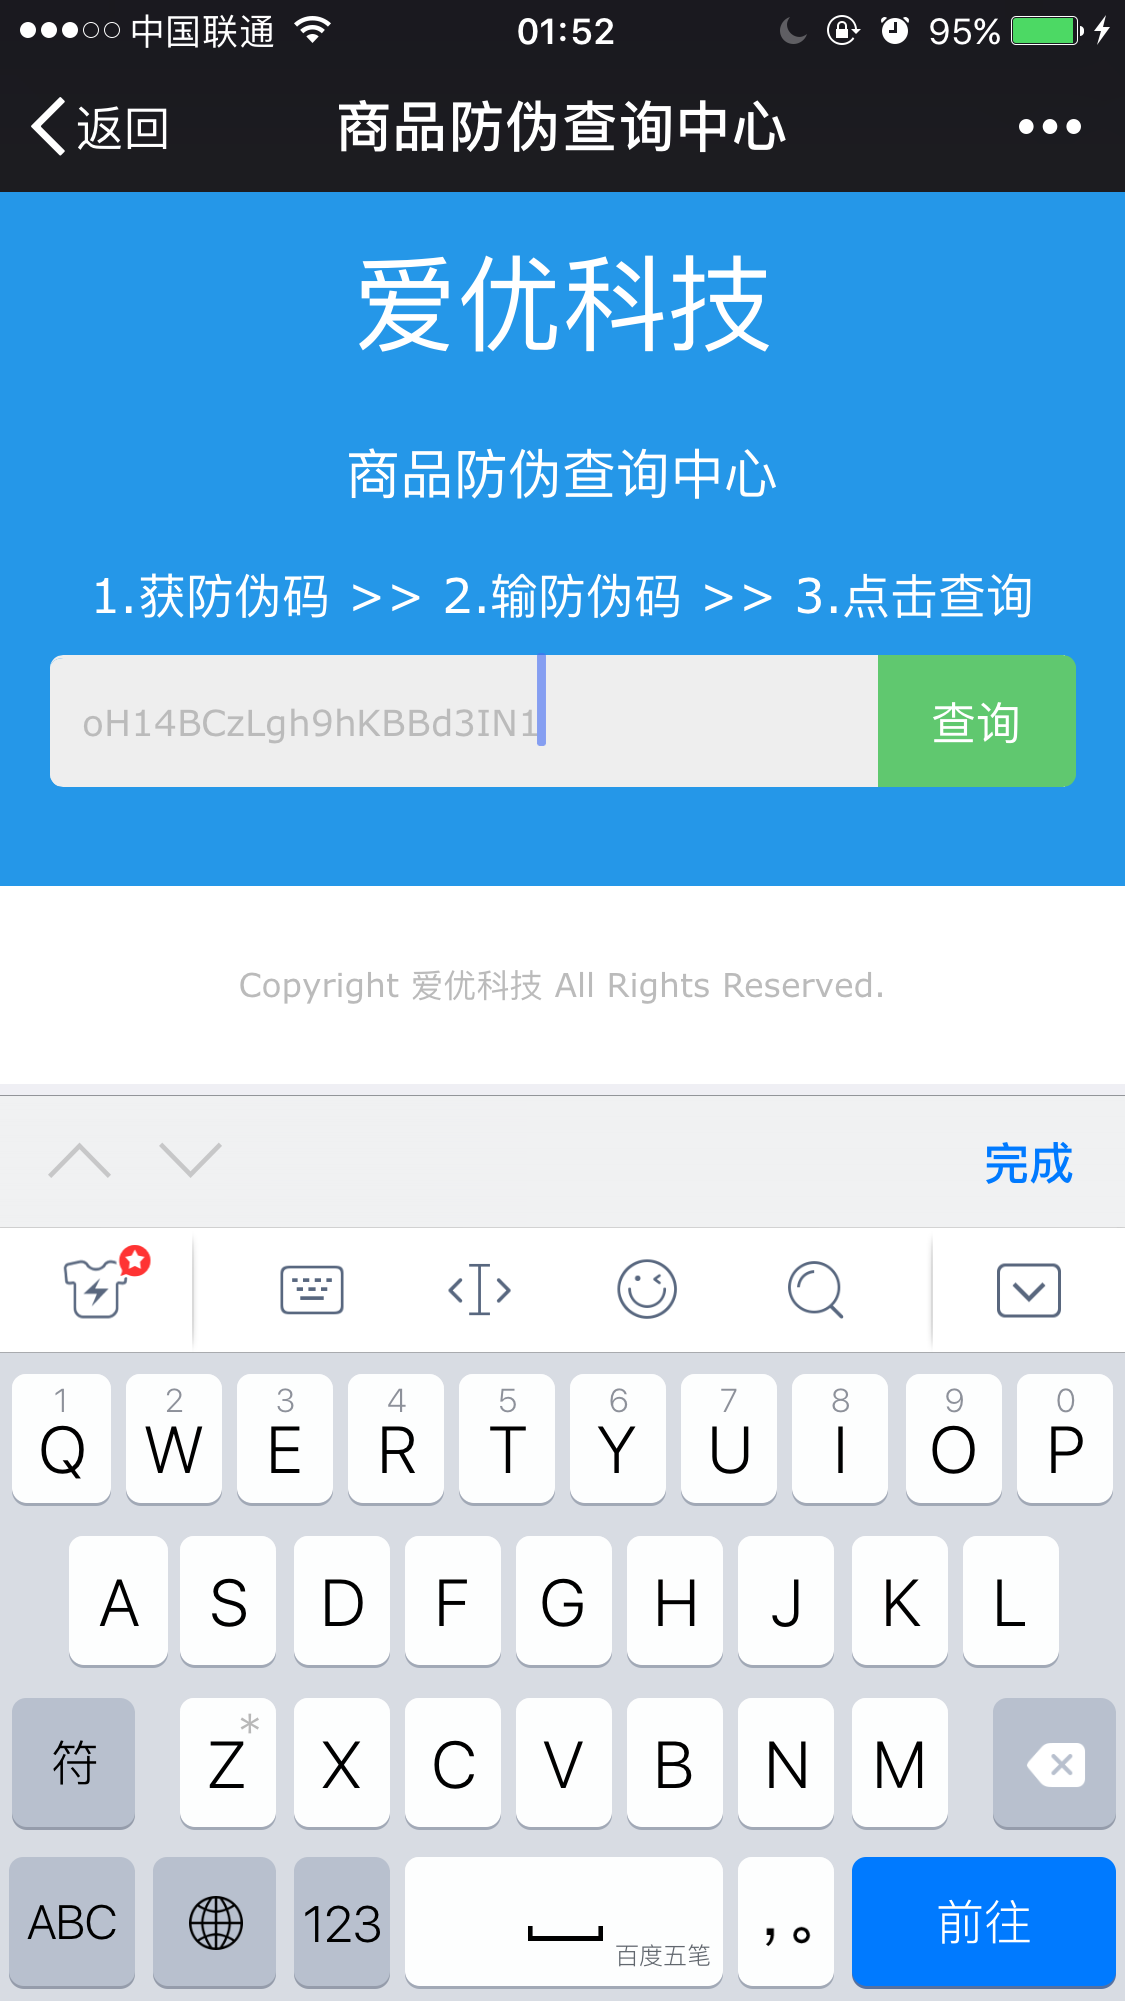 中国联通 01:52 95%
返回 商品防伪查询中心
爱优科技
商品防伪查询中心
1.获防伪码 >> 2.输防伪码 >> 3.点击查询
oH14BCzLgh9hKBBd3IN1 查询
Copyright 爱优科技 All Rights Reserved.
完成
1 2 3 4 5 6 7 8 9 0
Q W E R T Y U I O P
A S D F G H J K L
符 Z * X C V B N M
ABC 123 百度五笔 ,。 前往